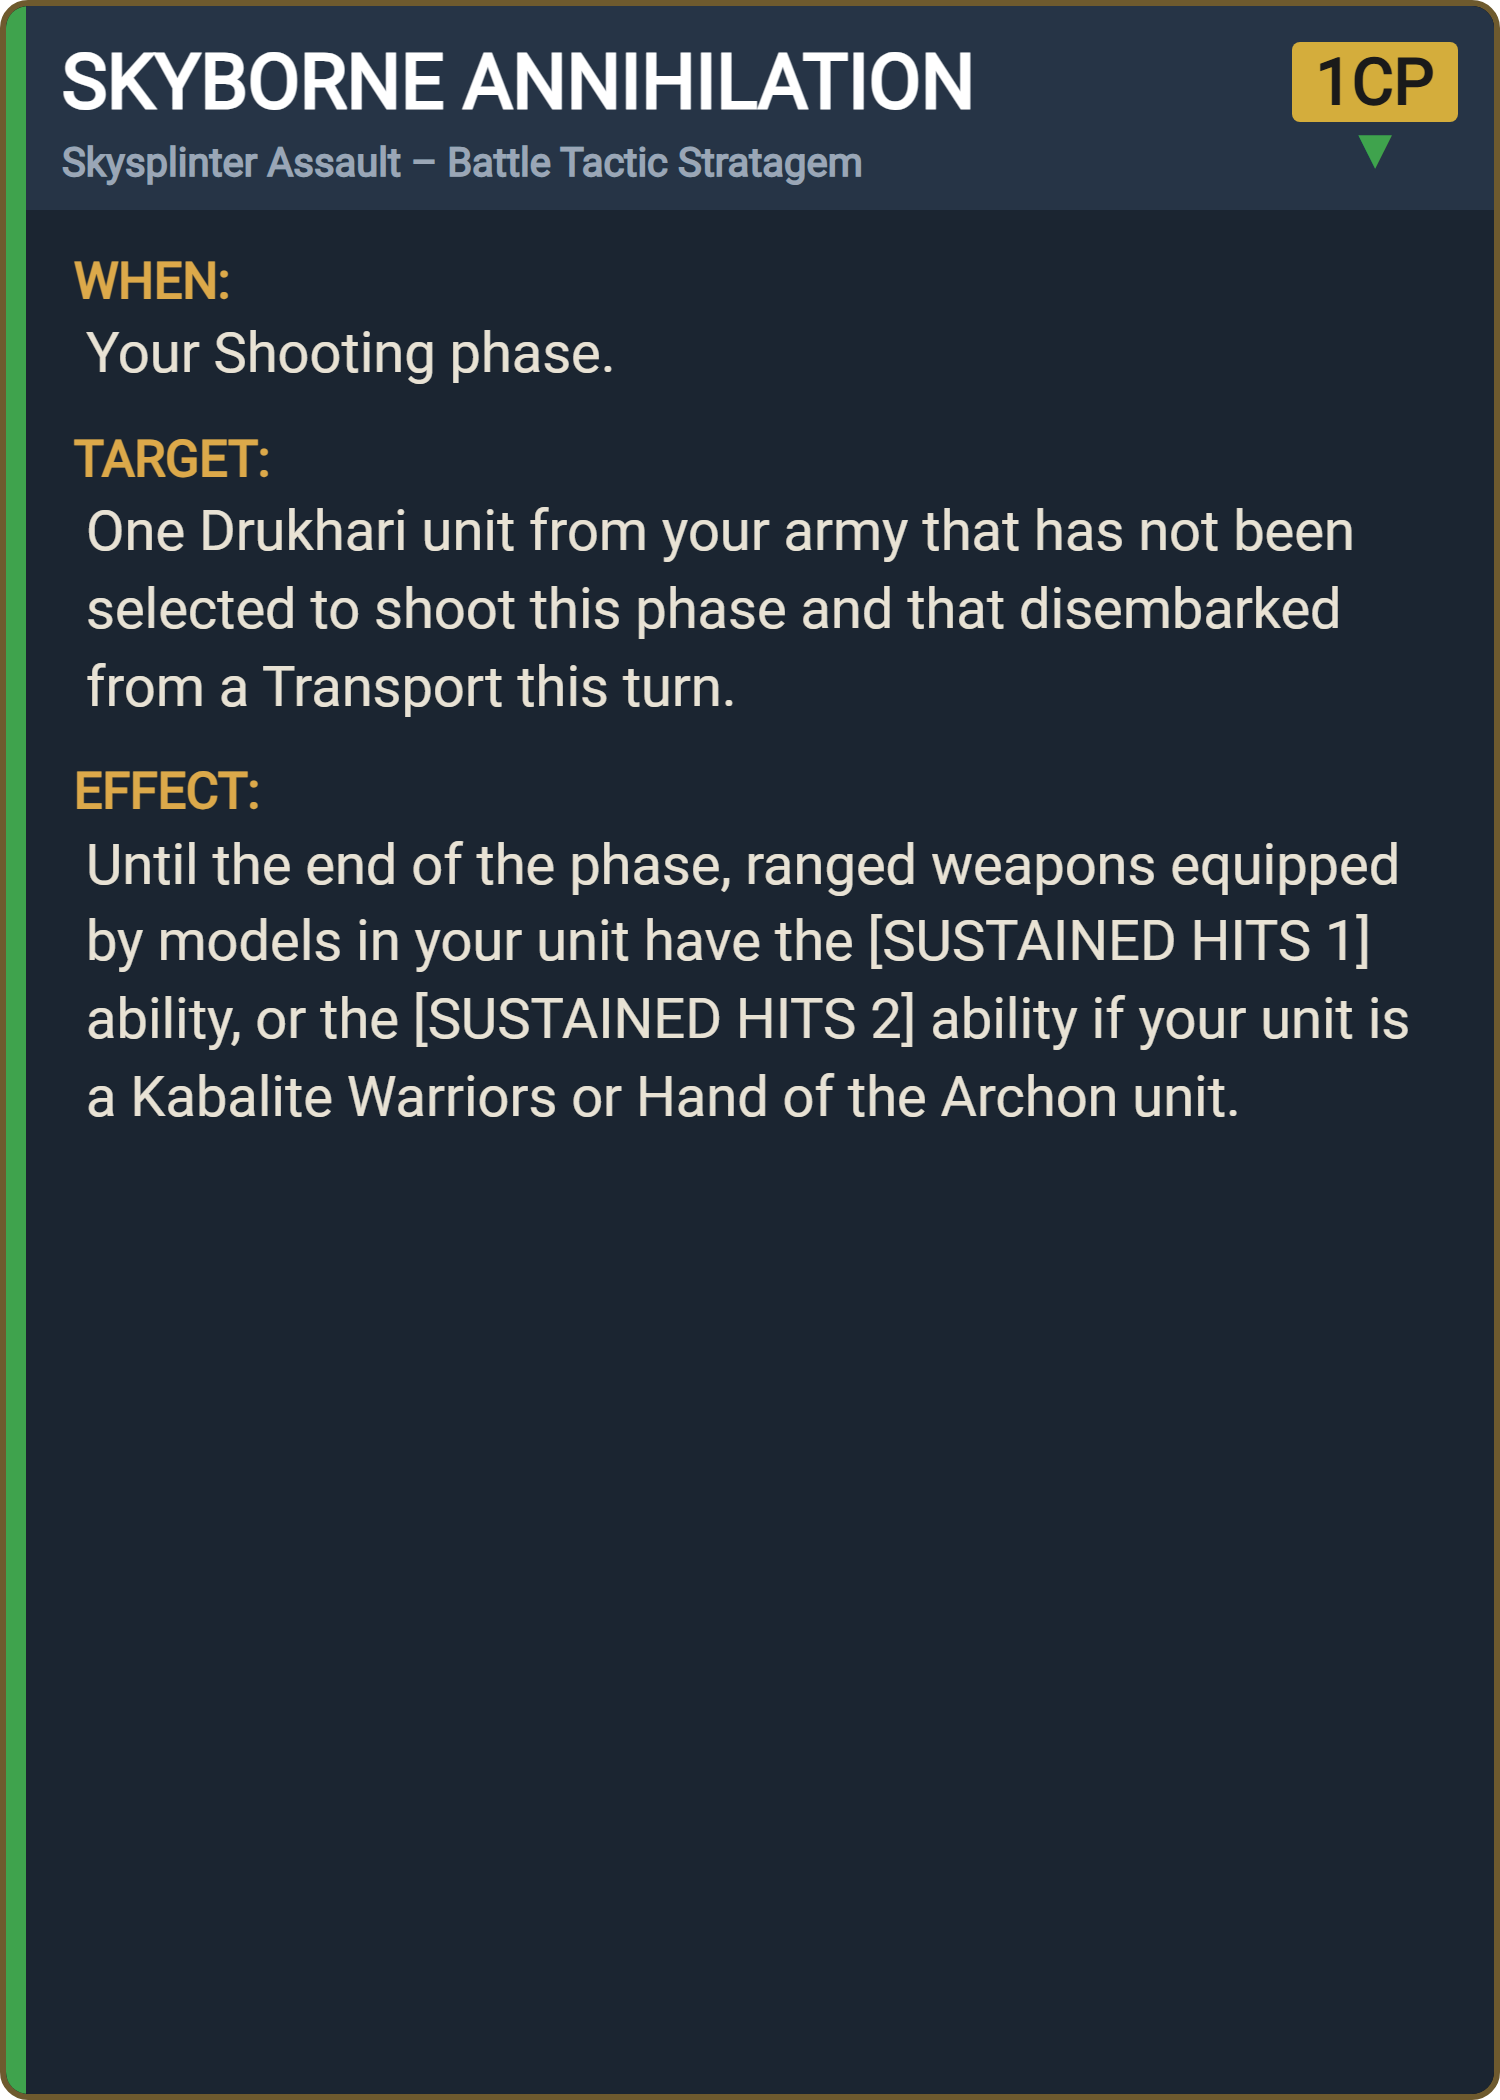 SKYBORNE ANNIHILATION
1CP
Skysplinter Assault – Battle Tactic Stratagem
WHEN:
Your Shooting phase.
TARGET:
One Drukhari unit from your army that has not been
selected to shoot this phase and that disembarked
from a Transport this turn.
EFFECT:
Until the end of the phase, ranged weapons equipped
by models in your unit have the [SUSTAINED HITS 1]
ability, or the [SUSTAINED HITS 2] ability if your unit is
a Kabalite Warriors or Hand of the Archon unit.